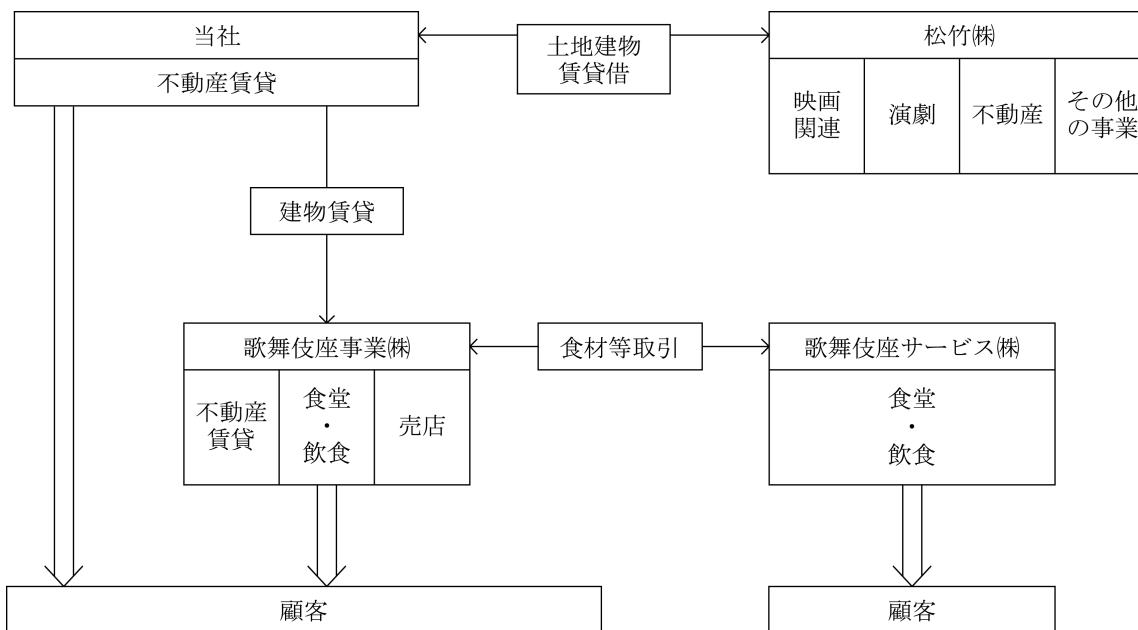 当社
不動産賃貸
土地建物
賃貸借
松竹㈱
映画
関連
演劇
不動産
その他
の事業
建物賃貸
歌舞伎座事業㈱
不動産
賃貸
食堂
・
飲食
売店
食材等取引
歌舞伎座サービス㈱
食堂
・
飲食
顧客
顧客